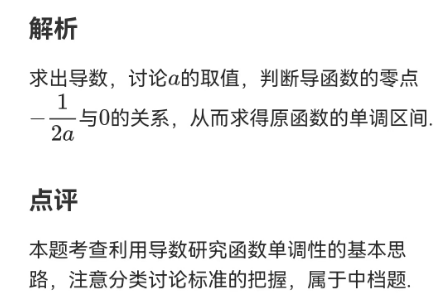 解析
求出导数，讨论a的取值，判断导函数的零点
-\frac{1}{2a}与0的关系，从而求得原函数的单调区间.
点评
本题考查利用导数研究函数单调性的基本思
路，注意分类讨论标准的把握，属于中档题.